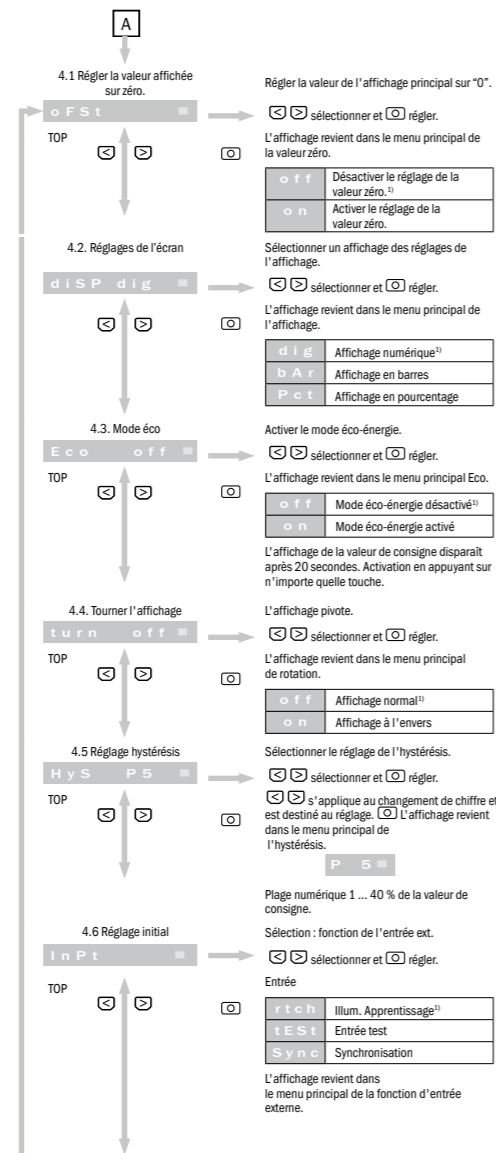 A
4.1 Régler la valeur affichée
sur zéro.
oFSt
TOP
Régler la valeur de l'affichage principal sur "0".
< > sélectionner et O régler.
L'affichage revient dans le menu principal de
la valeur zéro.
off Désactiver le réglage de la
valeur zéro.1)
on Activer le réglage de la
valeur zéro.
4.2. Réglages de l'écran
diSP dig
< > O
Sélectionner un affichage des réglages de
l'affichage.
< > sélectionner et O régler.
L'affichage revient dans le menu principal de
l'affichage.
dig Affichage numérique1)
bAr Affichage en barres
Pct Affichage en pourcentage
4.3. Mode éco
Eco off
TOP
< > O
Activer le mode éco-énergie.
< > sélectionner et O régler.
L'affichage revient dans le menu principal Eco.
off Mode éco-énergie désactivé1)
on Mode éco-énergie activé
L'affichage de la valeur de consigne disparaît
après 20 secondes. Activation en appuyant sur
n'importe quelle touche.
4.4. Tourner l'affichage
turn off
TOP
< > O
L'affichage pivote.
< > sélectionner et O régler.
L'affichage revient dans le menu principal
de rotation.
off Affichage normal1)
on Affichage à l'envers
4.5 Réglage hystérésis
HyS P5
TOP
< > O
Sélectionner le réglage de l'hystérésis.
< > sélectionner et O régler.
< > s'applique au changement de chiffre et
est destiné au réglage. O L'affichage revient
dans le menu principal de
l'hystérésis.
P 5
Plage numérique 1 ... 40 % de la valeur de
consigne.
4.6 Réglage initial
InPt
TOP
< > O
Sélection : fonction de l'entrée ext.
< > sélectionner et O régler.
Entrée
rtch Illum. Apprentissage1)
tESt Entrée test
Sync Synchronisation
L'affichage revient dans
le menu principal de la fonction d'entrée
externe.